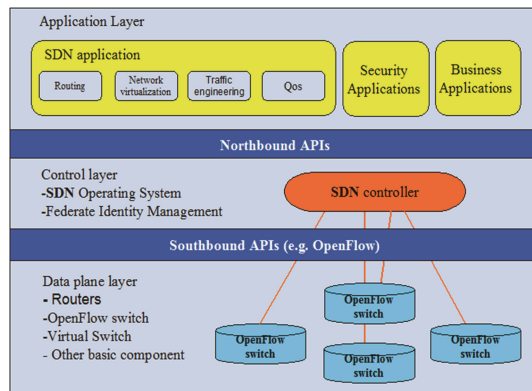 Application Layer
SDN application
Routing
Network
virtualization
Traffic
engineering
Qos
Security
Applications
Business
Applications
Northbound APIs
Control layer
-SDN Operating System
-Federate Identity Management
SDN controller
Southbound APIs (e.g. OpenFlow)
Data plane layer
- Routers
-OpenFlow switch
-Virtual Switch
- Other basic component
OpenFlow
switch
OpenFlow
switch
OpenFlow
switch
OpenFlow
switch